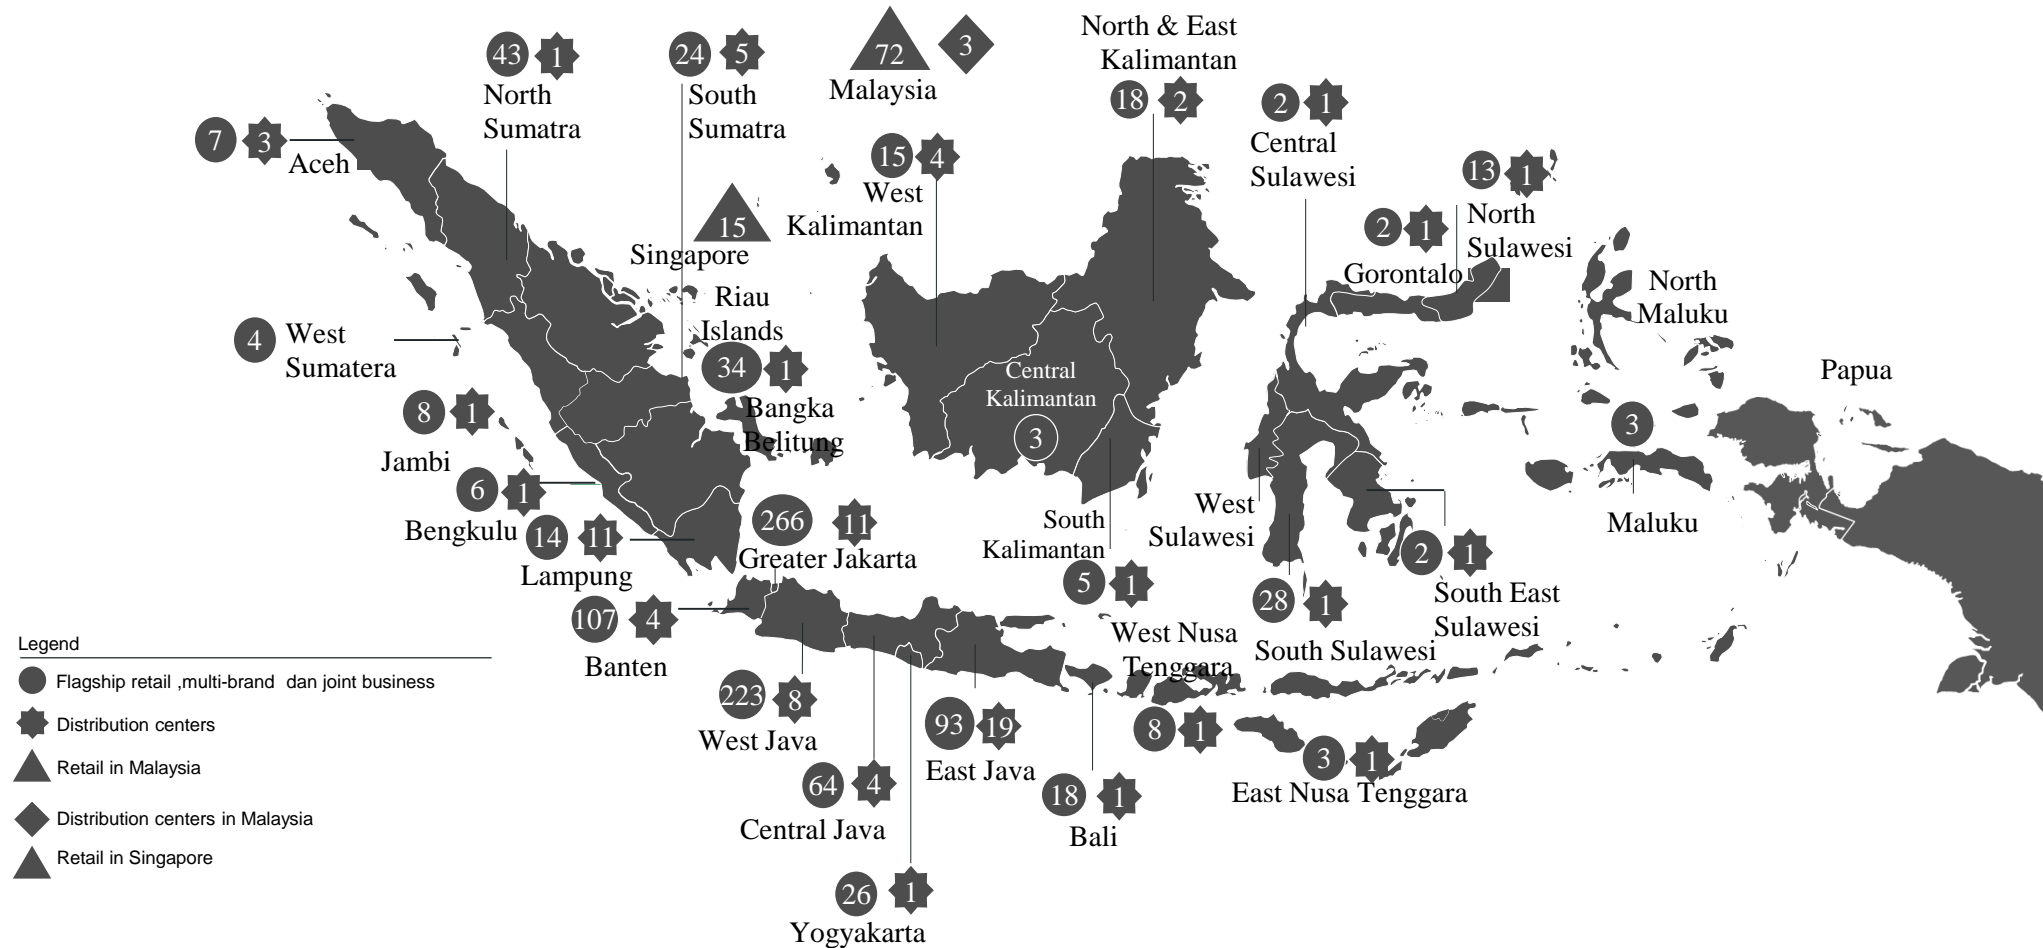 43 1
North
Sumatra
24 5
South
Sumatra
72 3
Malaysia
North & East
Kalimantan
18 2
2 1
Central
Sulawesi
7 3
Aceh
15 4
West
Kalimantan
13 1
North
Sulawesi
15
Singapore
2 1
Gorontalo
North
Maluku
Riau
Islands
4
West
Sumatera
34 1
Bangka
Belitung
Central
Kalimantan
3
Papua
8 1
Jambi
3
Maluku
6 1
Bengkulu
14 11
Lampung
266 11
Greater Jakarta
South
Kalimantan
5 1
West
Sulawesi
2 1
South East
Sulawesi
28 1
South Sulawesi
107 4
Banten
West Nusa
Tenggara
8 1
223 8
West Java
93 19
East Java
3 1
East Nusa Tenggara
64 4
Central Java
18 1
Bali
26 1
Yogyakarta
Legend
Flagship retail ,multi-brand dan joint business
Distribution centers
Retail in Malaysia
Distribution centers in Malaysia
Retail in Singapore